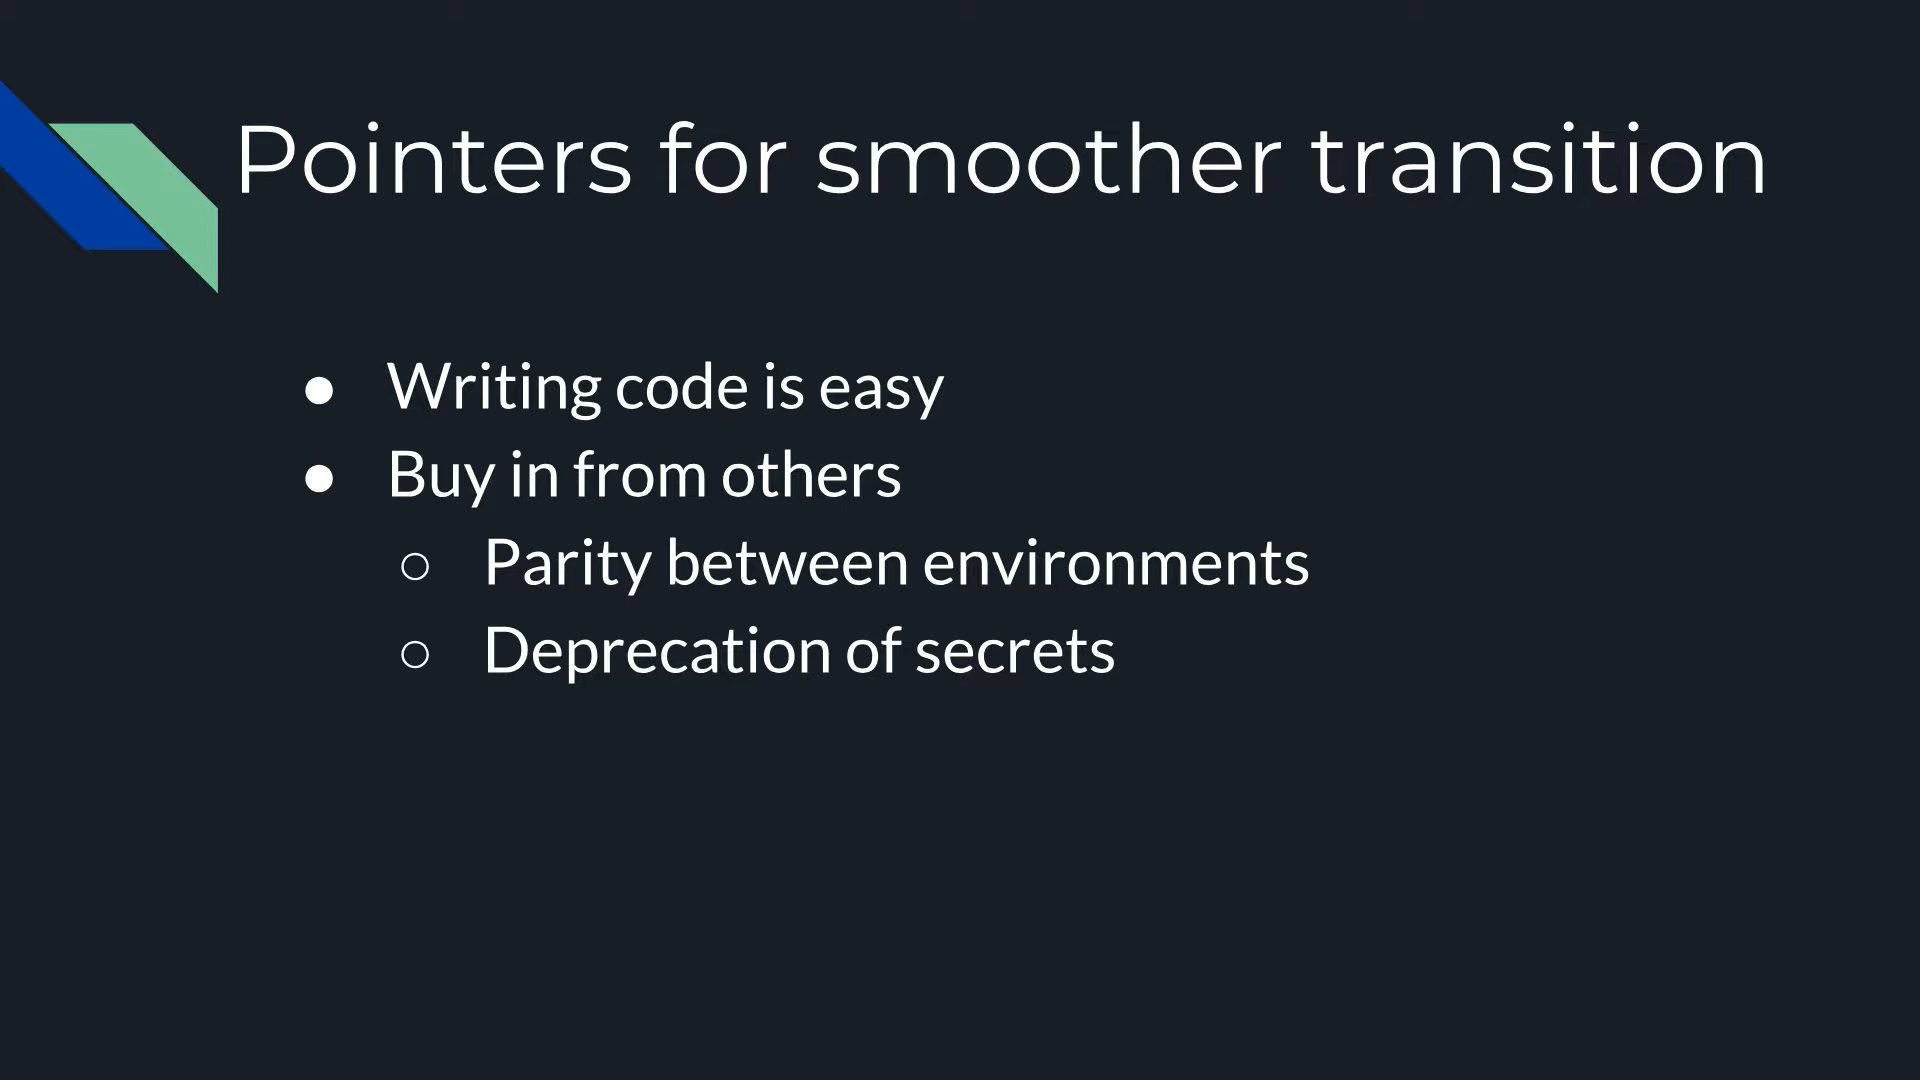 Pointers for smoother transition
● Writing code is easy
● Buy in from others
○ Parity between environments
○ Deprecation of secrets